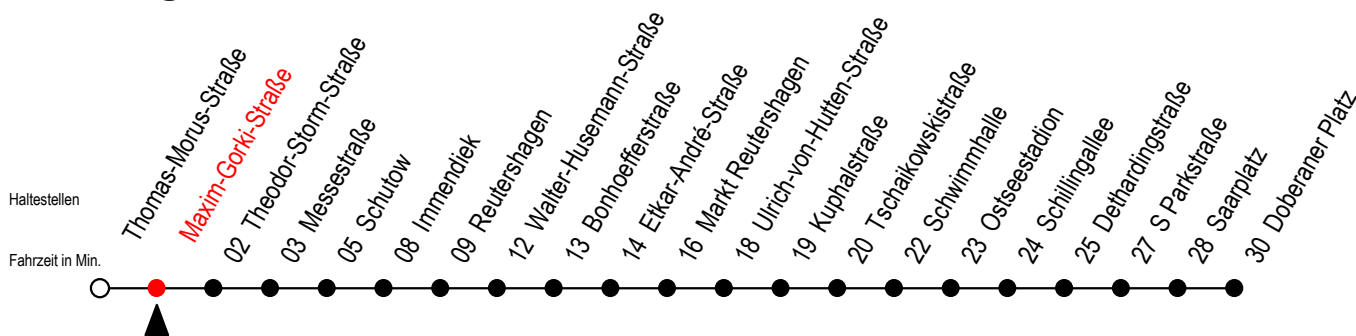 Haltestellen
Fahrzeit in Min.
Thomas-Morus-Straße
Maxim-Gorki-Straße
02 Theodor-Storm-Straße
03 Messestraße
05 Schutow
08 Immendiek
09 Reutershagen
12 Walter-Husemann-Straße
13 Bonhoefferstraße
14 Etkar-André-Straße
16 Markt Reutershagen
18 Ulrich-von-Hutten-Straße
19 Kuphalstraße
20 Tschaikowskistraße
22 Schwimmhalle
23 Ostseestadion
24 Schillingallee
25 Dethardingstraße
27 S Parkstraße
28 Saarplatz
30 Doberaner Platz